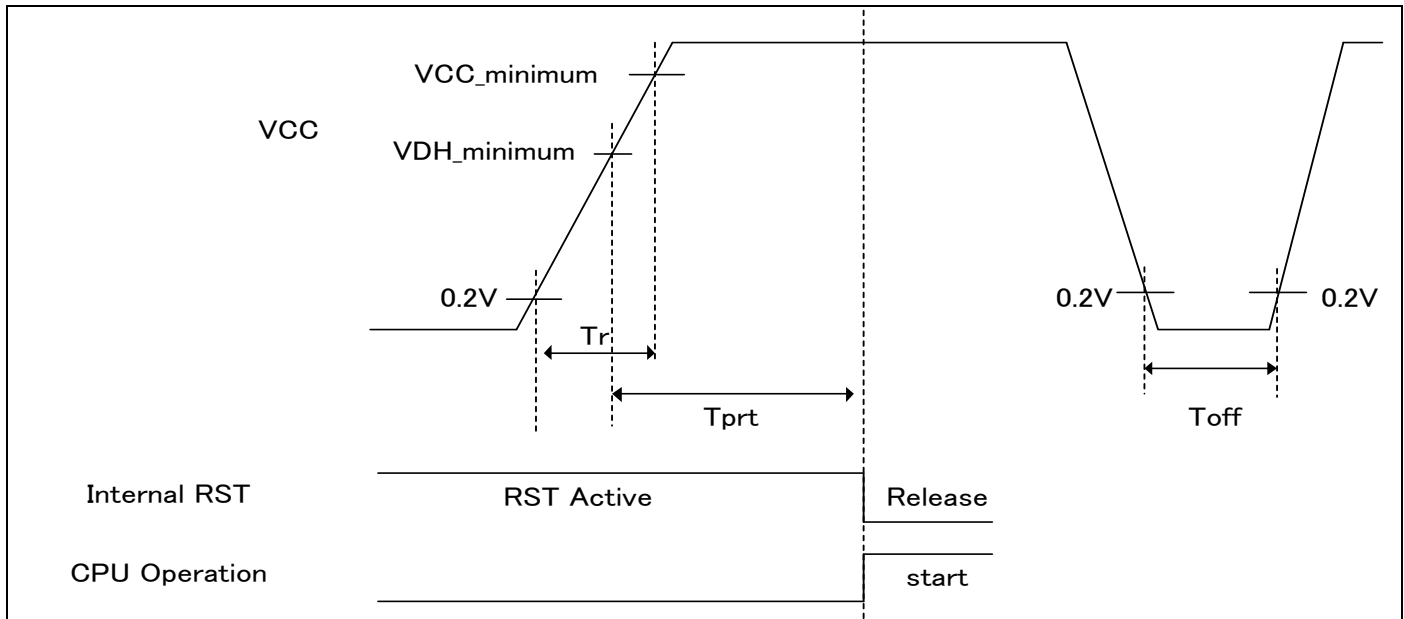 VCC_minimum
VCC
VDH_minimum
0.2V
0.2V
0.2V
Tr
Tprt
Toff
Internal RST
RST Active
Release
CPU Operation
start